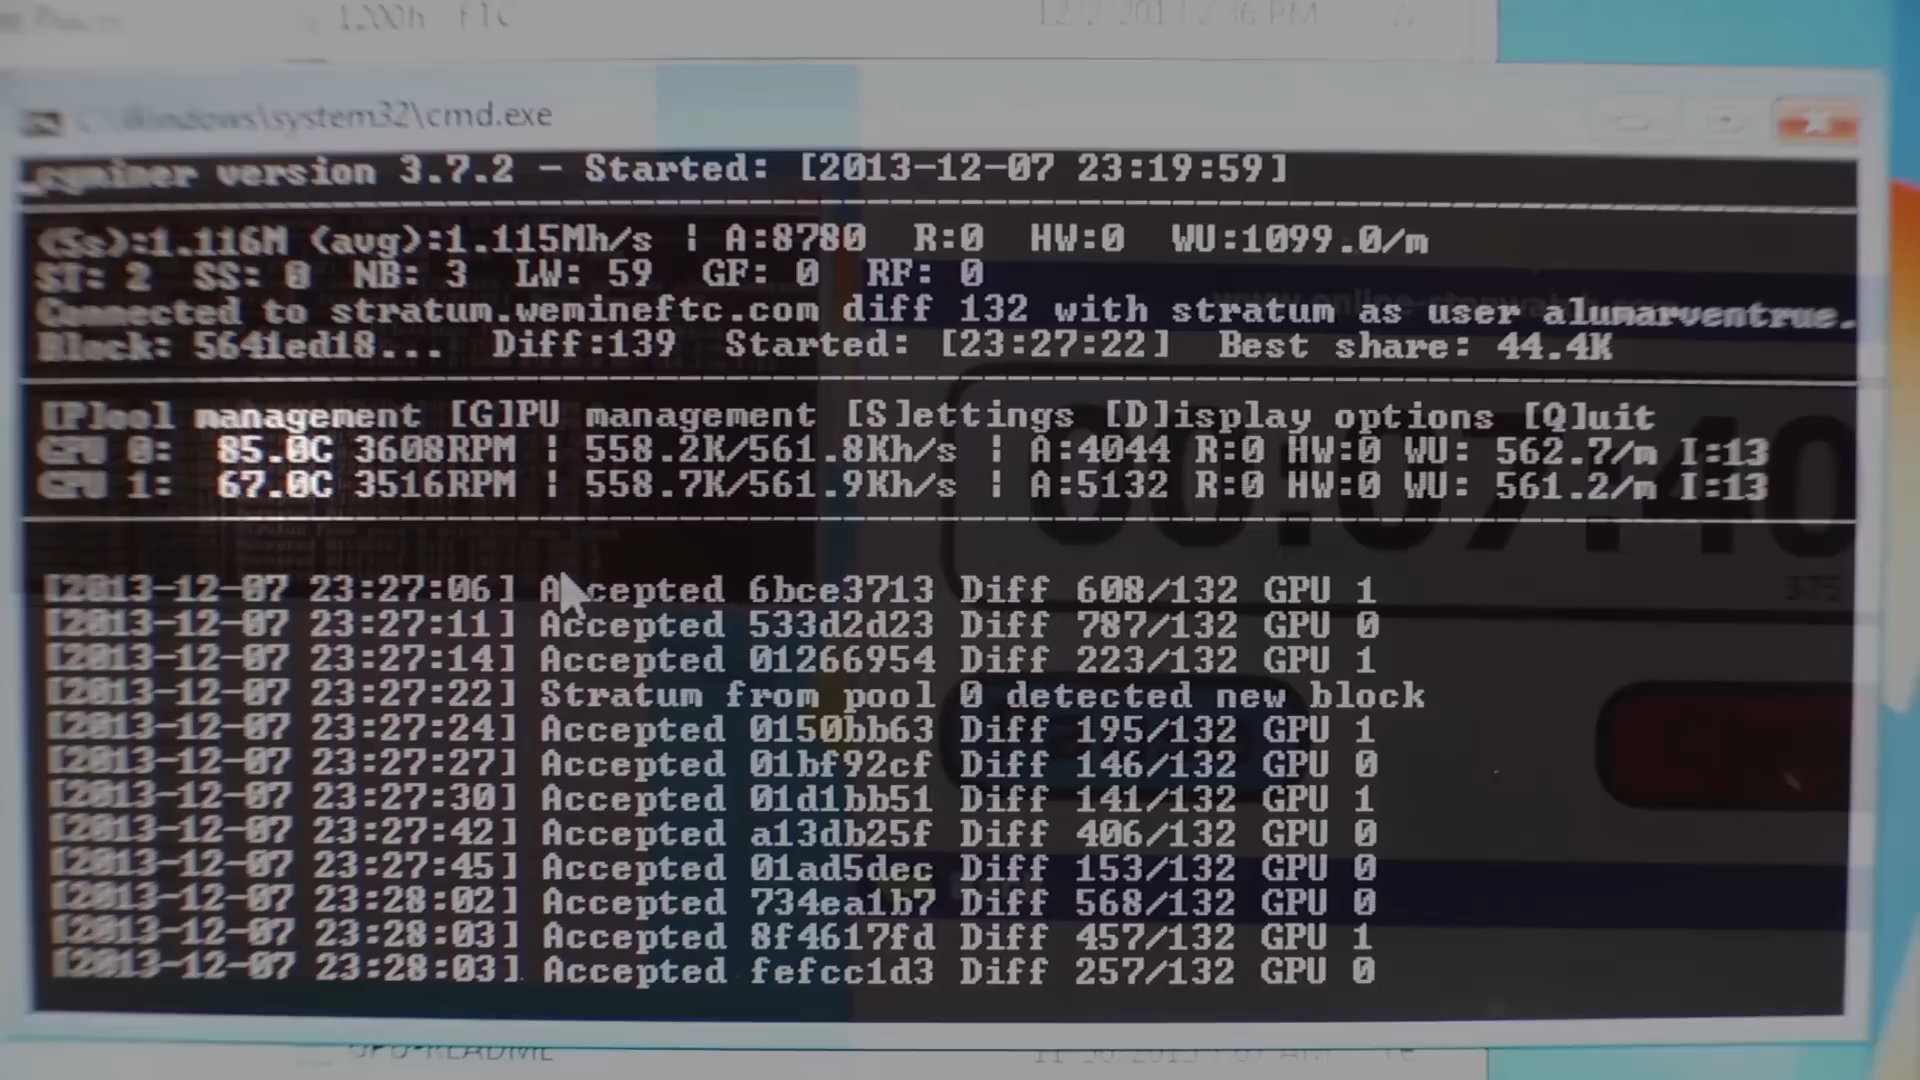 1200h FTC
C:\Windows\system32\cmd.exe
cgminer version 3.7.2 - Started: [2013-12-07 23:19:59]
(5s):1.116M (avg):1.115Mh/s | A:8780 R:0 HW:0 WU:1099.0/m
ST: 2 SS: 0 NB: 3 LW: 59 GF: 0 RF: 0
Connected to stratum.wemineftc.com diff 132 with stratum as user alumarventrue.
Block: 5641ed18... Diff:139 Started: [23:27:22] Best share: 44.4K
[P]ool management [G]PU management [S]ettings [D]isplay options [Q]uit
GPU 0: 85.0C 3608RPM | 558.2K/561.8Kh/s | A:4044 R:0 HW:0 WU: 562.7/m I:13
GPU 1: 67.0C 3516RPM | 558.7K/561.9Kh/s | A:5132 R:0 HW:0 WU: 561.2/m I:13
00:07:40
375
[2013-12-07 23:27:06] Accepted 6bce3713 Diff 608/132 GPU 1
[2013-12-07 23:27:11] Accepted 533d2d23 Diff 787/132 GPU 0
[2013-12-07 23:27:14] Accepted 01266954 Diff 223/132 GPU 1
[2013-12-07 23:27:22] Stratum from pool 0 detected new block
[2013-12-07 23:27:24] Accepted 0150bb63 Diff 195/132 GPU 1
[2013-12-07 23:27:27] Accepted 01bf92cf Diff 146/132 GPU 0
[2013-12-07 23:27:30] Accepted 01d1bb51 Diff 141/132 GPU 1
[2013-12-07 23:27:42] Accepted a13db25f Diff 406/132 GPU 0
[2013-12-07 23:27:45] Accepted 01ad5dec Diff 153/132 GPU 0
[2013-12-07 23:28:02] Accepted 734ea1b7 Diff 568/132 GPU 0
[2013-12-07 23:28:03] Accepted 8f4617fd Diff 457/132 GPU 1
[2013-12-07 23:28:03] Accepted fefcc1d3 Diff 257/132 GPU 0
GPU-README